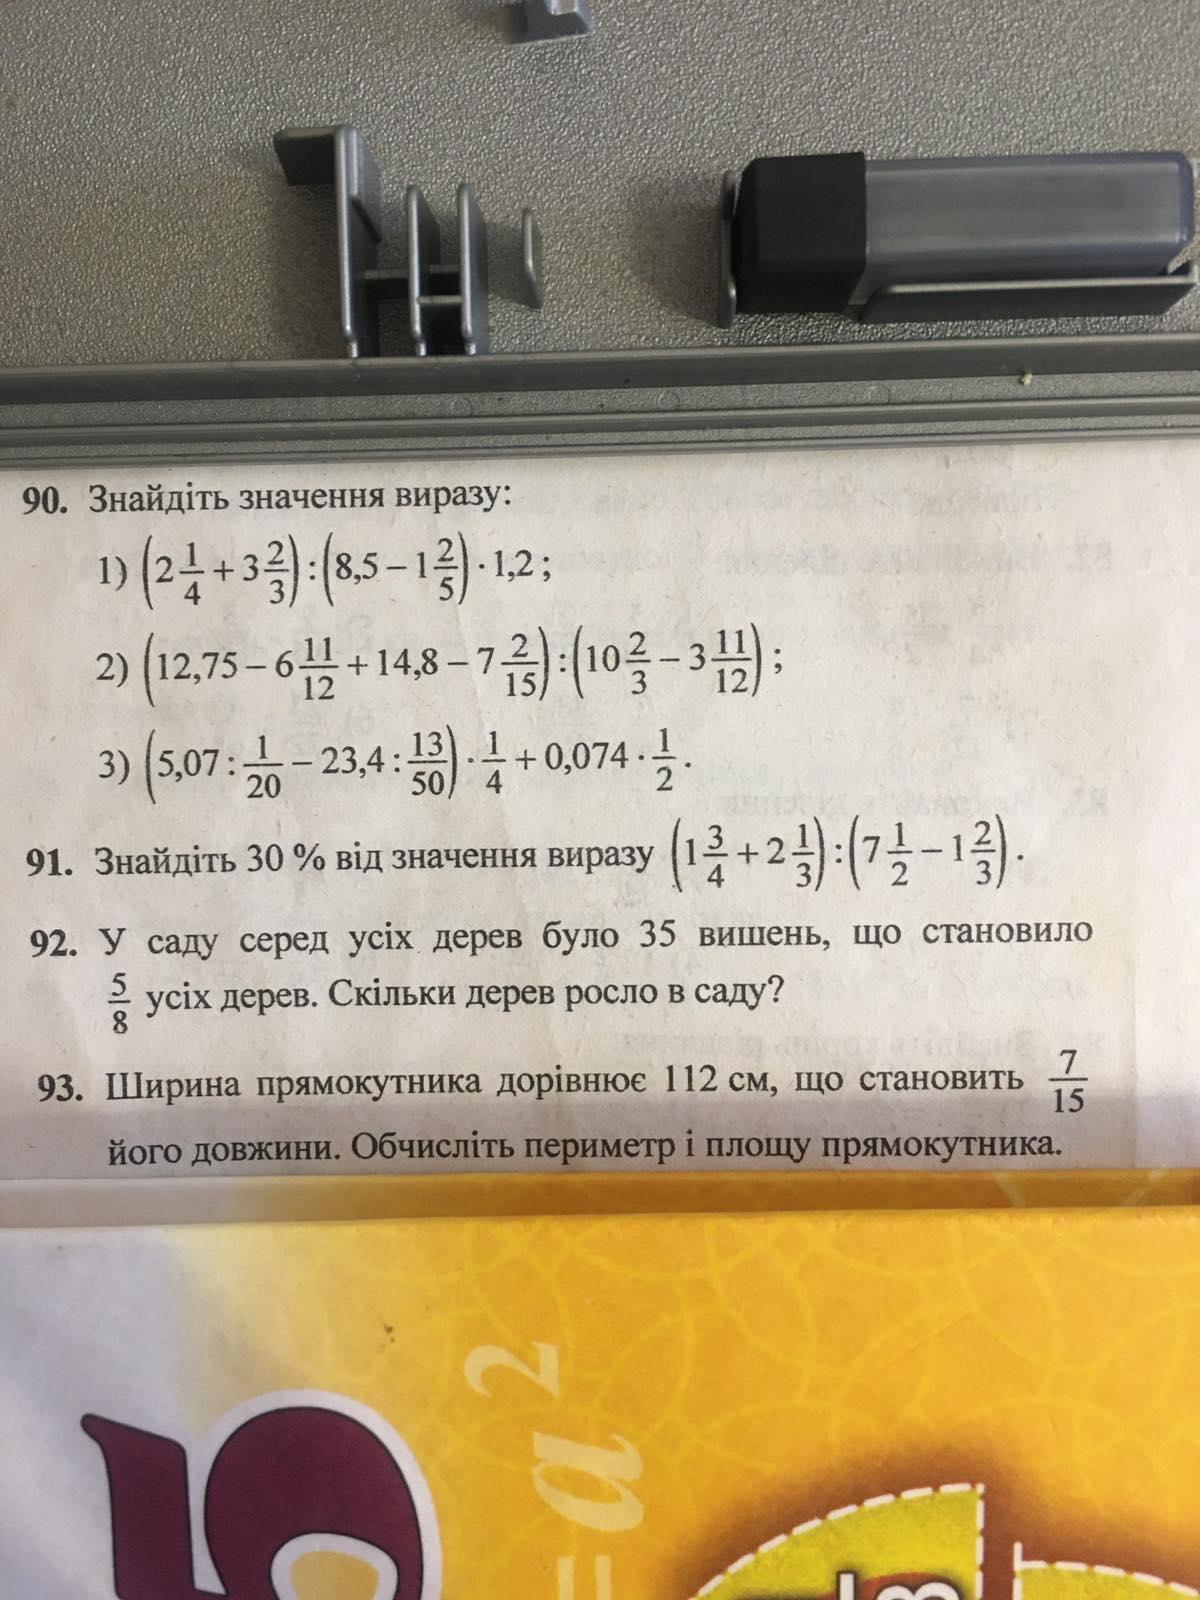 90. Знайдіть значення виразу:
1) (2 1/4 + 3 2/3) : (8,5 – 1 2/5) · 1,2 ;
2) (12,75 – 6 11/12 + 14,8 – 7 2/15) : (10 2/3 – 3 11/12) ;
3) (5,07 : 1/20 – 23,4 : 13/50) · 1/4 + 0,074 · 1/2 .
91. Знайдіть 30 % від значення виразу (1 3/4 + 2 1/3) : (7 1/2 – 1 2/3) .
92. У саду серед усіх дерев було 35 вишень, що становило
5/8 усіх дерев. Скільки дерев росло в саду?
93. Ширина прямокутника дорівнює 112 см, що становить 7/15
його довжини. Обчисліть периметр і площу прямокутника.
= a²